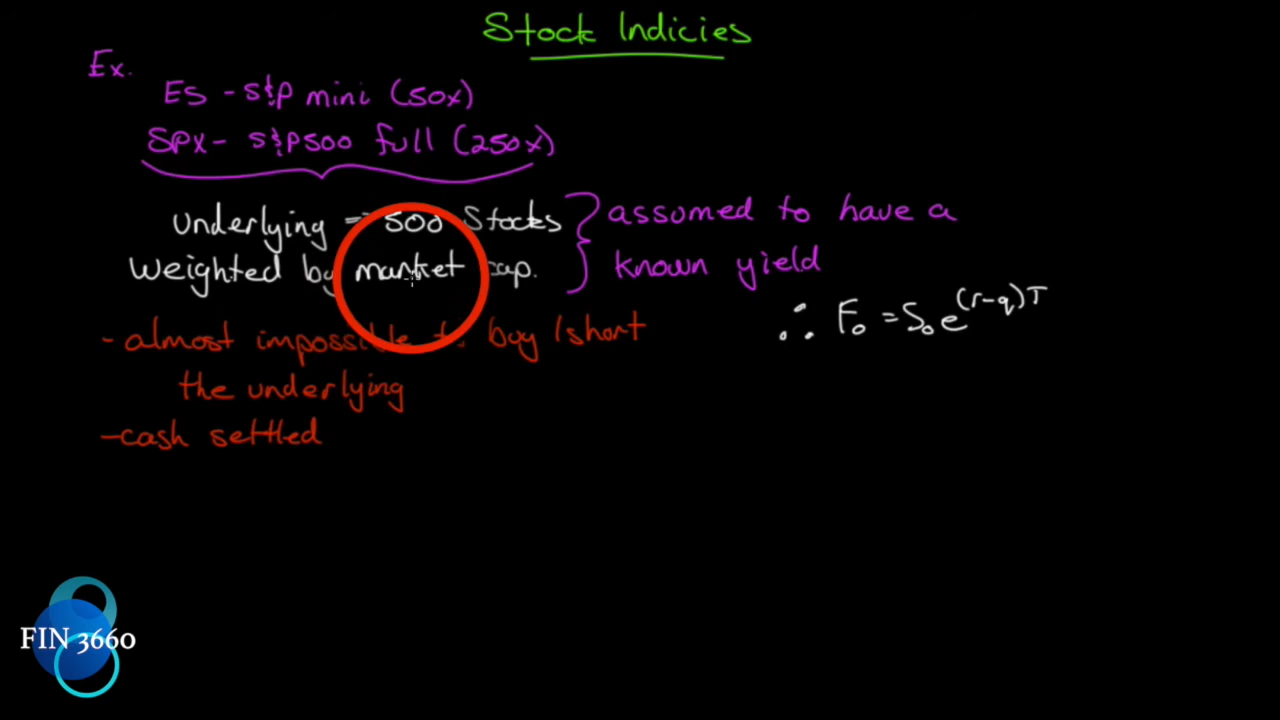 Stock Indicies
Ex.
ES - S&P mini (50x)
SPX - S&P500 full (250x)
Underlying = 500 Stocks
Weighted by market cap.
assumed to have a
known yield
∴ F₀ = S₀e^(r-q)T
- almost impossible to buy/short
the underlying
- cash settled
FIN 3660